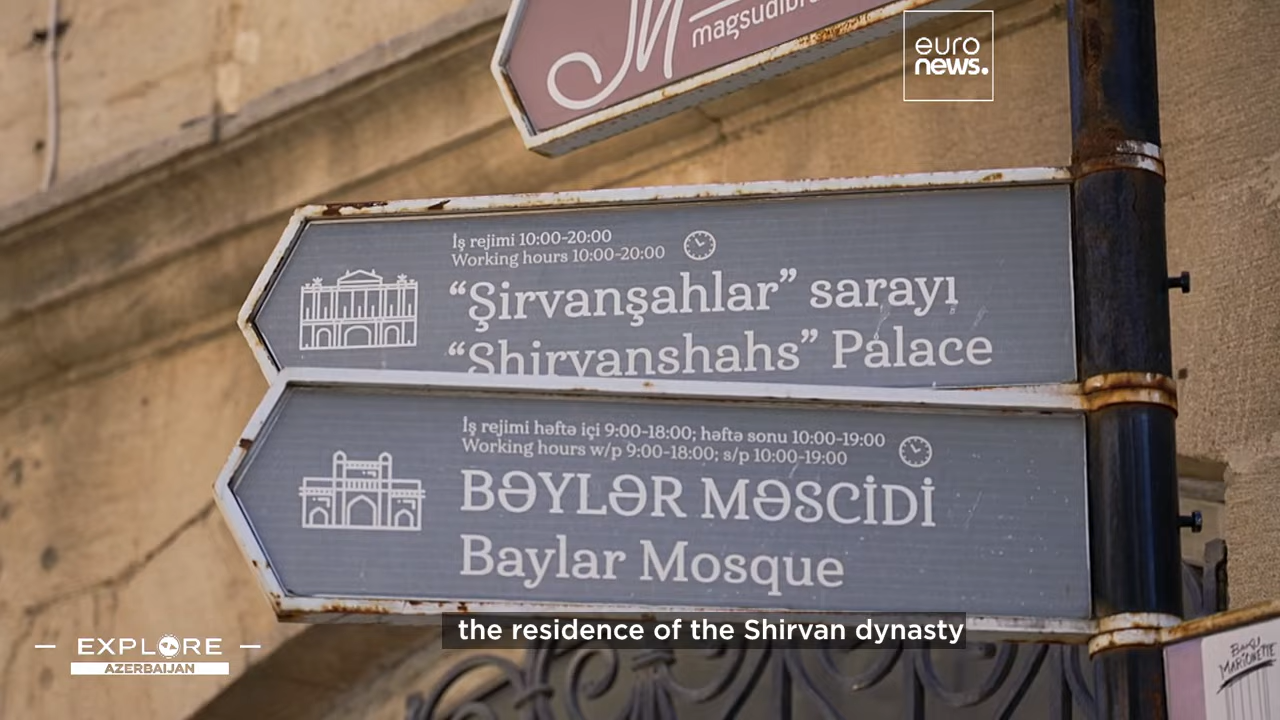 euro
news.
İş rejimi 10:00-20:00
Working hours 10:00-20:00
“Şirvanşahlar” sarayı
“Shirvanshahs” Palace
İş rejimi həftə içi 9:00-18:00; həftə sonu 10:00-19:00
Working hours w/p 9:00-18:00; s/p 10:00-19:00
BƏYLƏR MƏSCİDİ
Baylar Mosque
the residence of the Shirvan dynasty
EXPLORE
AZERBAIJAN
BAKU
MARIONETTE